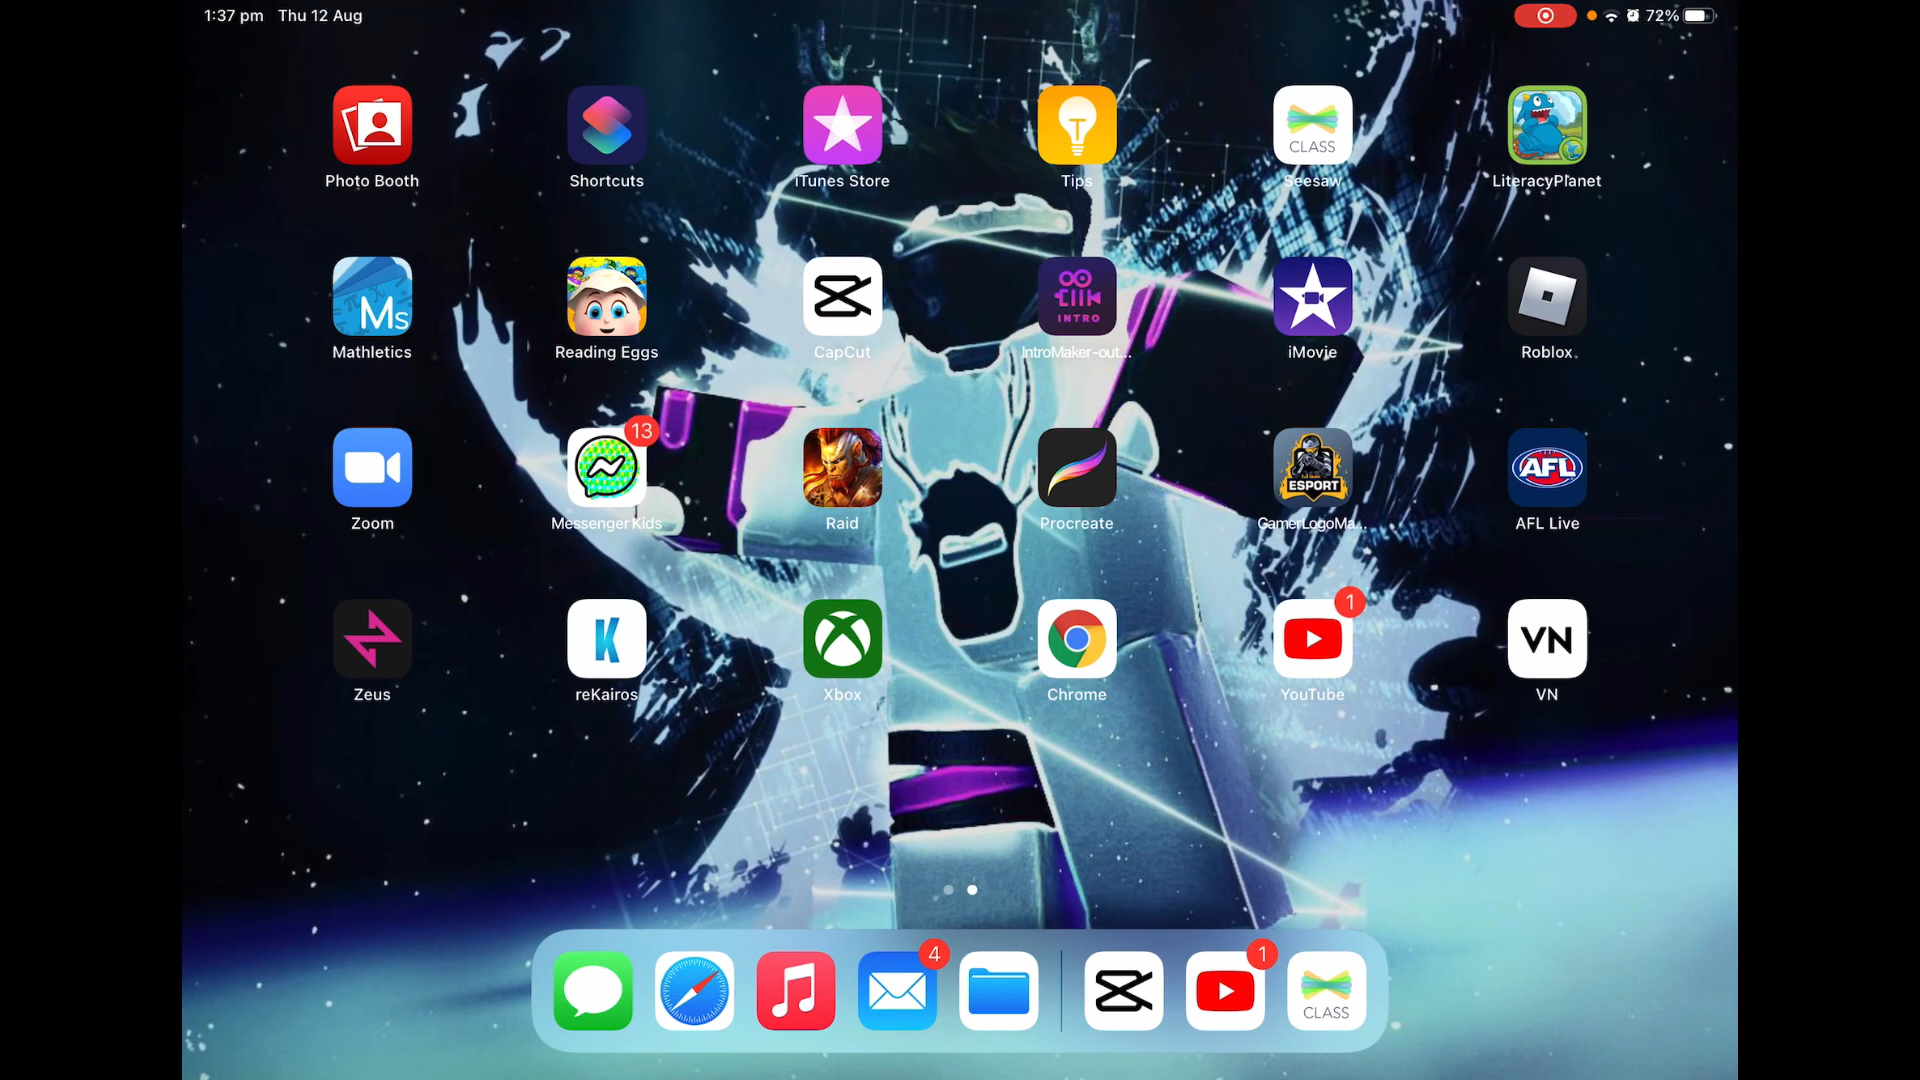 1:37 pm Thu 12 Aug
72%
CLASS
Photo Booth Shortcuts iTunes Store Tips Seesaw LiteracyPlanet
Ms
INTRO
Mathletics Reading Eggs CapCut IntroMaker-out... iMovie Roblox
13
ESPORT
AFL
Messenger Kids
Zoom Raid Procreate GamerLogoMa... AFL Live
1
K
VN
Zeus reKairos Xbox Chrome YouTube VN
4
1
CLASS